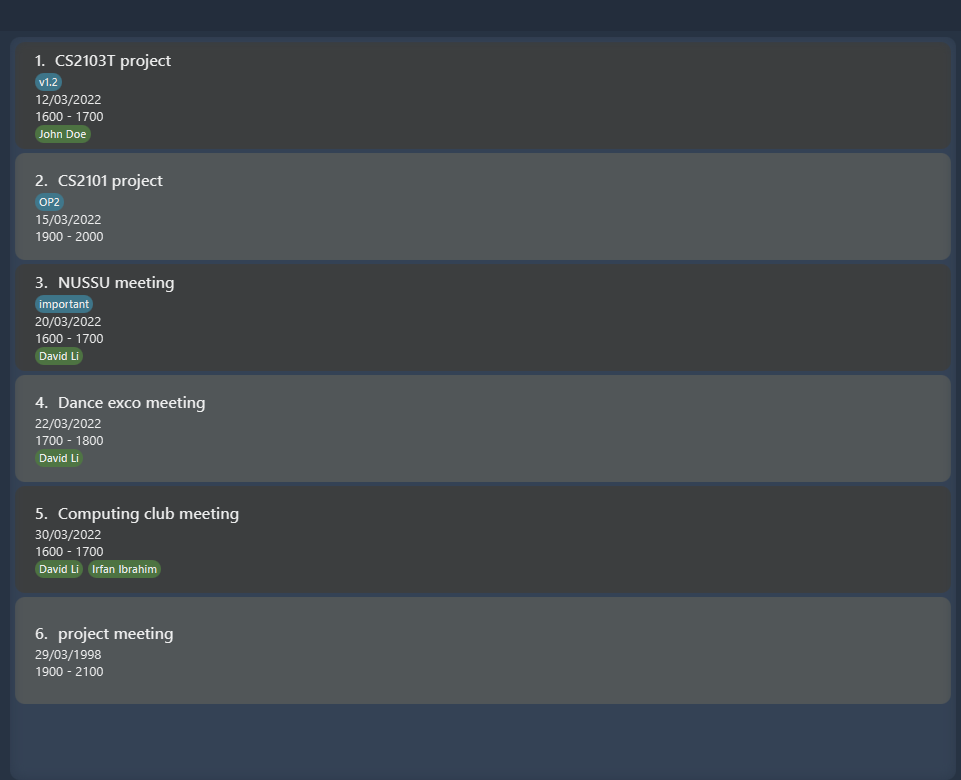 1. CS2103T project
v1.2
12/03/2022
1600 - 1700
John Doe
2. CS2101 project
OP2
15/03/2022
1900 - 2000
3. NUSSU meeting
important
20/03/2022
1600 - 1700
David Li
4. Dance exco meeting
22/03/2022
1700 - 1800
David Li
5. Computing club meeting
30/03/2022
1600 - 1700
David Li Irfan Ibrahim
6. project meeting
29/03/1998
1900 - 2100